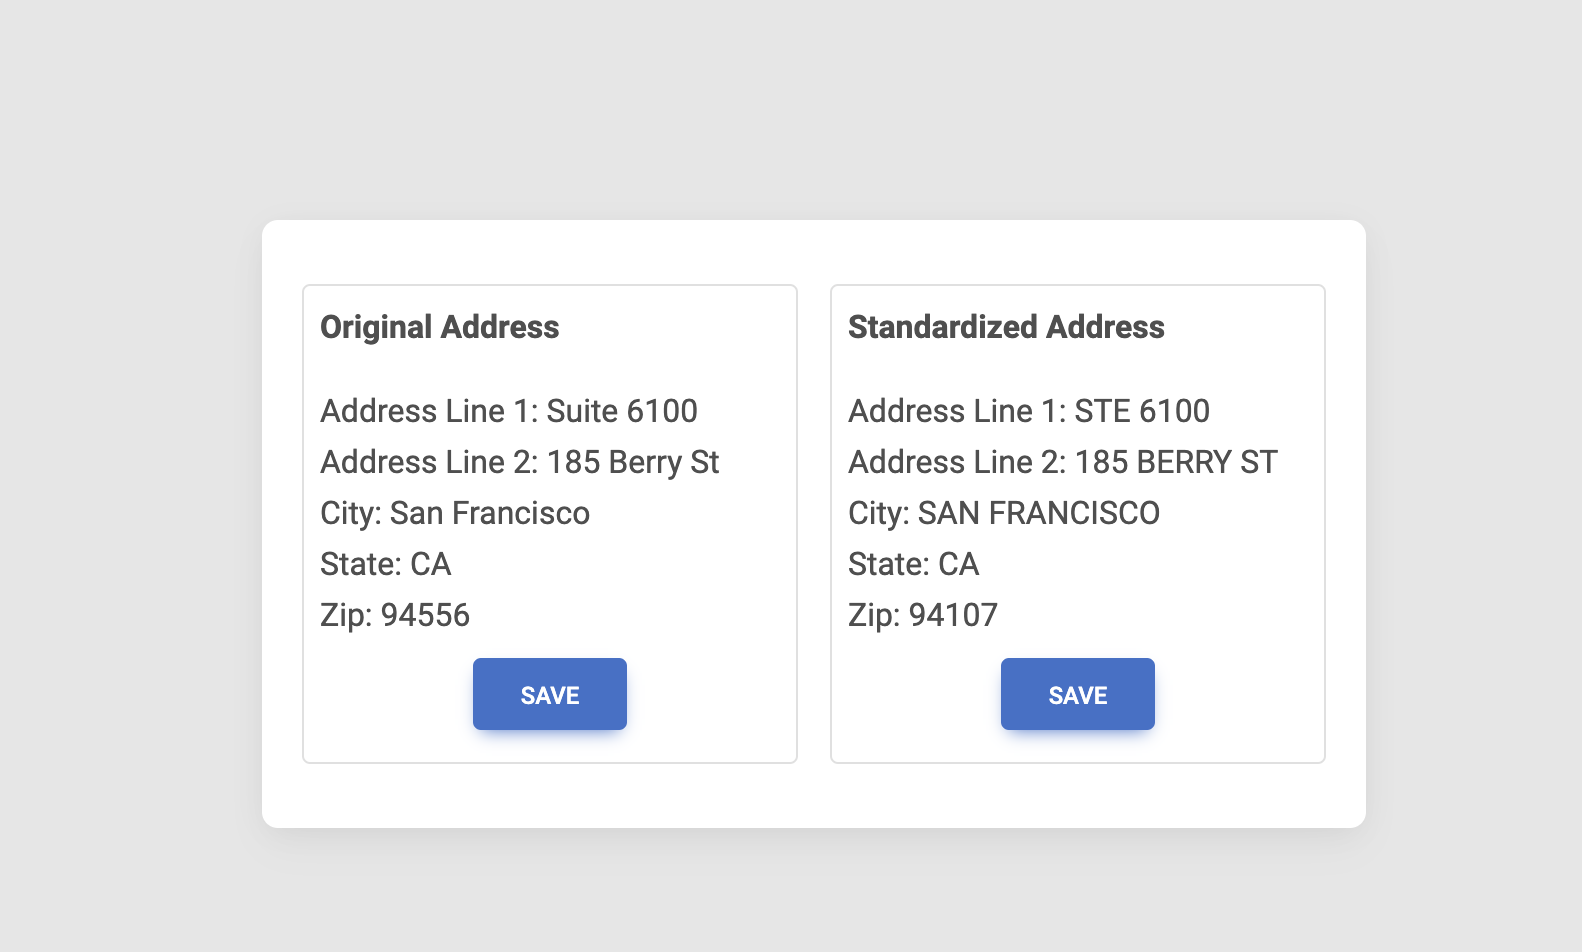 Original Address
Address Line 1: Suite 6100
Address Line 2: 185 Berry St
City: San Francisco
State: CA
Zip: 94556
SAVE
Standardized Address
Address Line 1: STE 6100
Address Line 2: 185 BERRY ST
City: SAN FRANCISCO
State: CA
Zip: 94107
SAVE